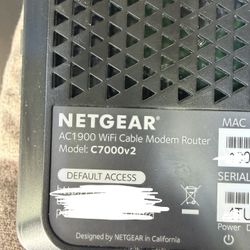 NETGEAR®
AC1900 WiFi Cable Modem Router
Model: C7000v2
DEFAULT ACCESS
Designed by NETGEAR in California
MAC
SERIAL
Power